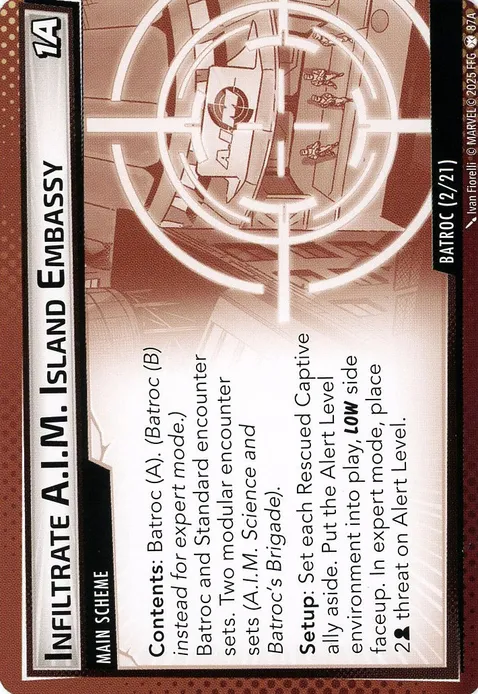 INFILTRATE A.I.M. ISLAND EMBASSY
1A
MAIN SCHEME
Contents: Batroc (A). (Batroc (B)
instead for expert mode.)
Batroc and Standard encounter
sets. Two modular encounter
sets (A.I.M. Science and
Batroc's Brigade).
Setup: Set each Rescued Captive
ally aside. Put the Alert Level
environment into play, LOW side
faceup. In expert mode, place
2 threat on Alert Level.
A.I.M
BATROC (2/21)
Ivan Fiorelli © MARVEL © 2025 FFG 87A